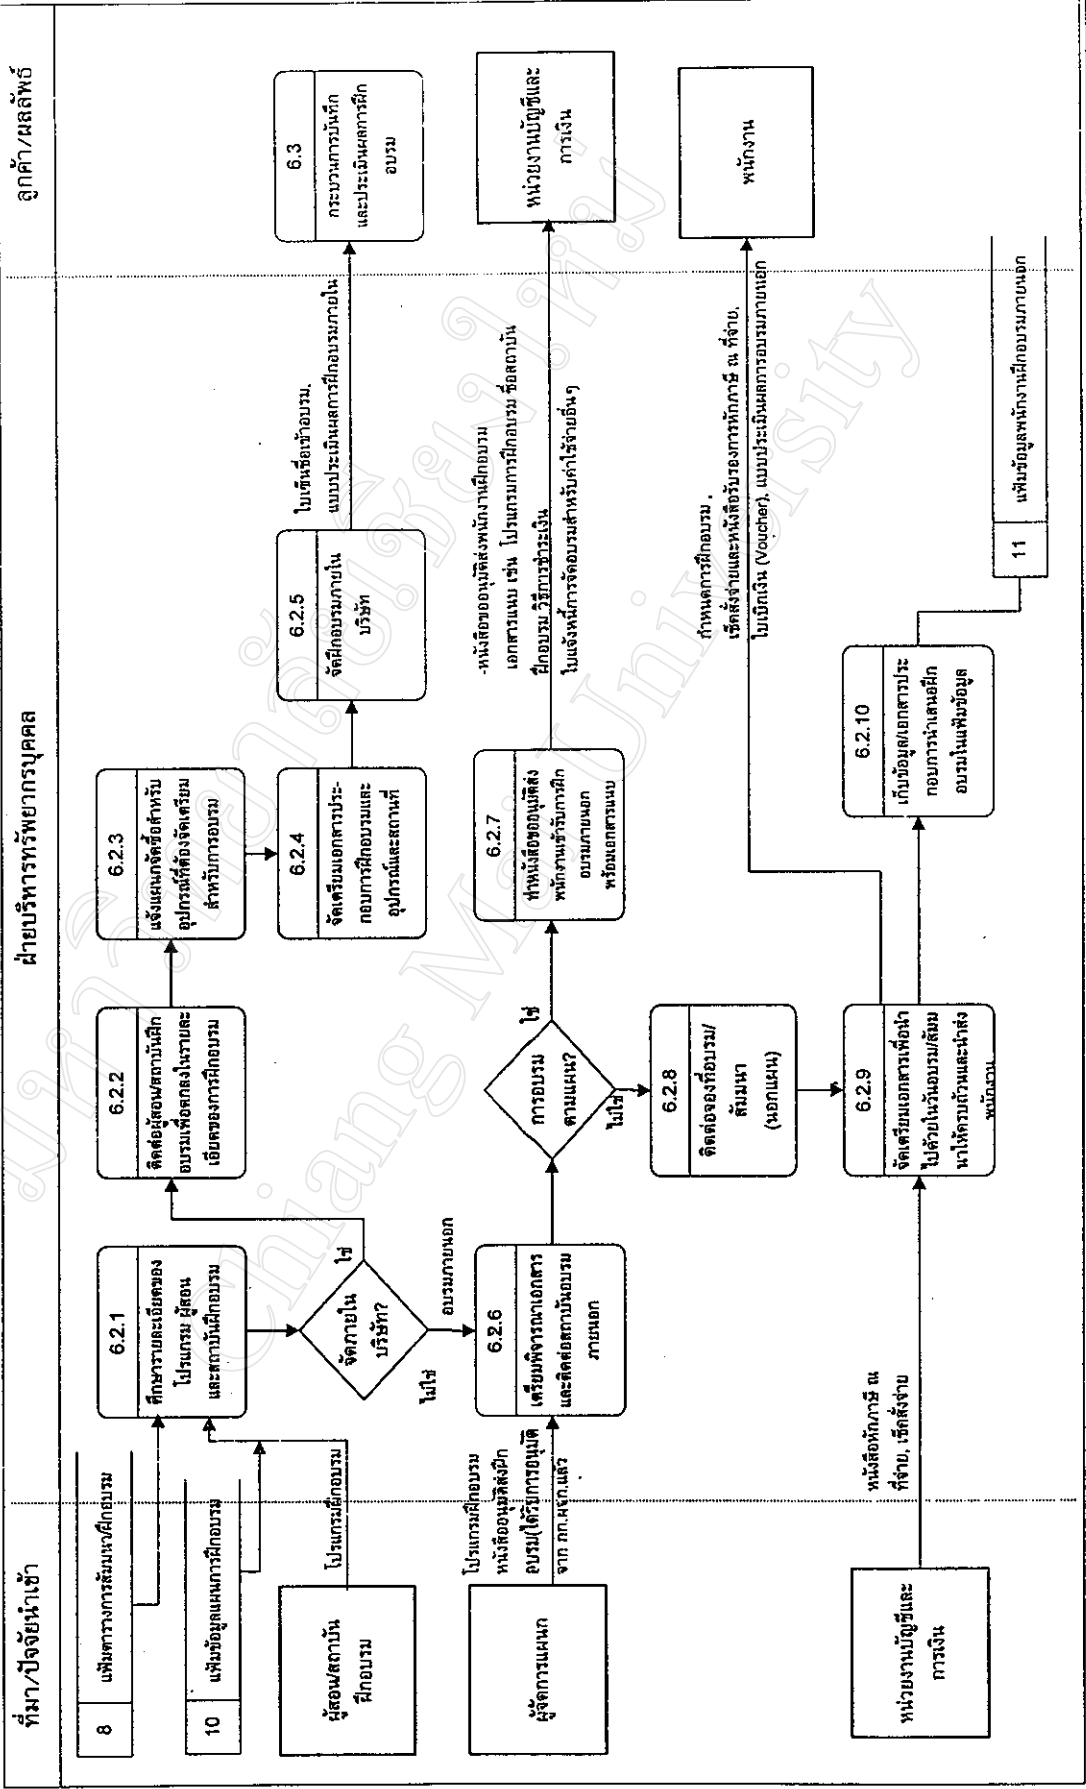 ที่มา/ปัจจัยนำเข้า
ฝ่ายบริหารทรัพยากรบุคคล
ลูกค้า/ผลลัพธ์
8
แฟ้มตารางการสัมมนา/ฝึกอบรม
10
แฟ้มข้อมูลแผนการฝึกอบรม
ผู้สอน/สถาบัน
ฝึกอบรม
โปรแกรมฝึกอบรม
6.2.1
ศึกษารายละเอียดของ
โปรแกรม ผู้สอน
และสถาบันฝึกอบรม
จัดภายใน
บริษัท?
ใช่
ไม่ใช่
อบรมภายนอก
6.2.2
ติดต่อผู้สอน/สถาบันฝึก
อบรมเพื่อตกลงในรายละ
เอียดของการฝึกอบรม
6.2.3
แจ้งแผนกจัดซื้อสำหรับ
อุปกรณ์ที่ต้องจัดเตรียม
สำหรับการอบรม
6.2.4
จัดเตรียมเอกสารประ-
กอบการฝึกอบรมและ
อุปกรณ์และสถานที่
6.2.5
จัดฝึกอบรมภายใน
บริษัท
ใบเซ็นชื่อเข้าอบรม.
แบบประเมินผลการฝึกอบรมภายใน
6.3
กระบวนการบันทึก
และประเมินผลการฝึก
อบรม
ผู้จัดการแผนก
โปรแกรมฝึกอบรม
หนังสืออนุมัติส่งฝึก
อบรม(ได้รับการอนุมัติ
จาก กก.ผจก.แล้ว
6.2.6
เตรียมพิจารณาเอกสาร
และติดต่อสถาบันอบรม
ภายนอก
การอบรม
ตามแผน?
ใช่
ไม่ใช่
6.2.7
ทำหนังสือขออนุมัติส่ง
พนักงานเข้ารับการฝึก
อบรมภายนอก
พร้อมเอกสารแนบ
-หนังสือขออนุมัติส่งพนักงานฝึกอบรม
เอกสารแนบ เช่น โปรแกรมการฝึกอบรม ชื่อสถาบัน
ฝึกอบรม วิธีการชำระเงิน
ใบแจ้งหนี้การจัดอบรมสำหรับค่าใช้จ่ายอื่นๆ
หน่วยงานบัญชีและ
การเงิน
6.2.8
ติดต่อจองที่อบรม/
สัมมนา
(นอกแผน)
หน่วยงานบัญชีและ
การเงิน
หนังสือหักภาษี ณ
ที่จ่าย, เช็คสั่งจ่าย
6.2.9
จัดเตรียมเอกสารเพื่อนำ
ไปด้วยในวันอบรม/สัมม
นาให้ครบถ้วนและนำส่ง
พนักงาน
กำหนดการฝึกอบรม .
เช็คสั่งจ่ายและหนังสือรับรองการหักภาษี ณ ที่จ่าย.
ใบเบิกเงิน (Voucher). แบบประเมินผลการอบรมภายนอก
พนักงาน
6.2.10
เก็บข้อมูล/เอกสารประ
กอบการนำเสนอฝึก
อบรมในแฟ้มข้อมูล
11
แฟ้มข้อมูลพนักงานฝึกอบรมภายนอก
มหาวิทยาลัยเชียงใหม่
Chiang Mai University